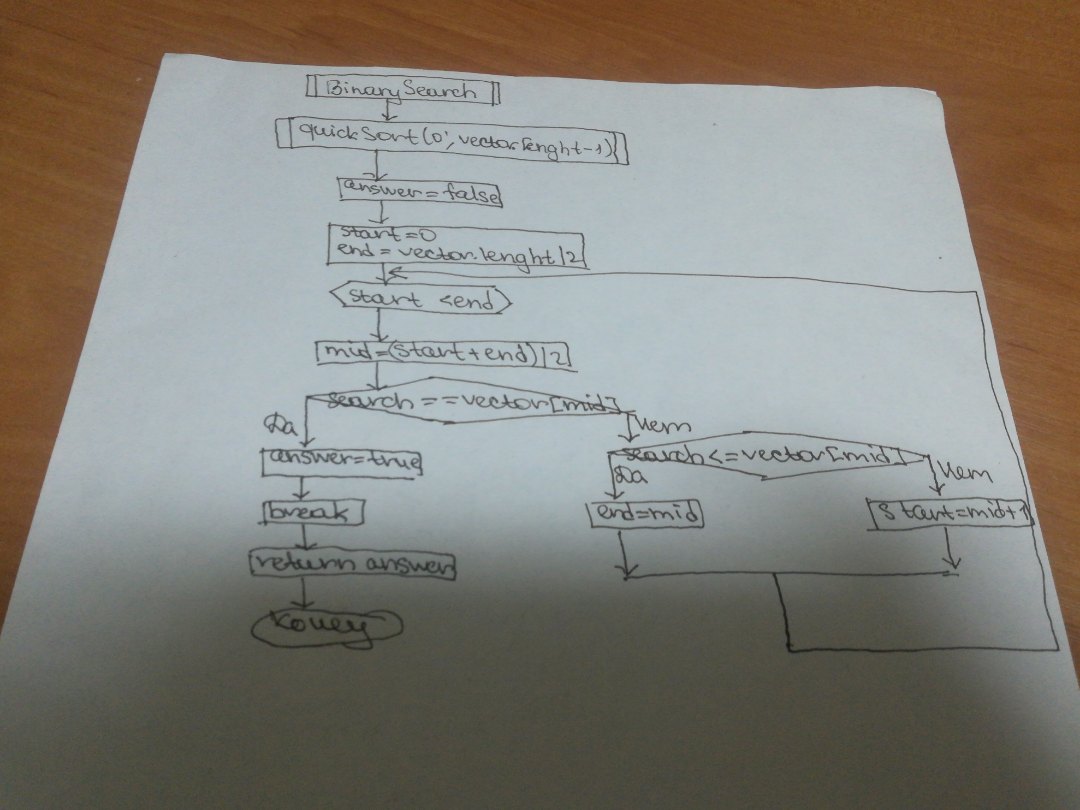 BinarySearch
quickSort(0, vector.lenght-1)
answer=false
start=0
end=vector.lenght/2
start <end
mid=(start+end)/2
search==vector[mid]
Да
Нет
answer=true
search<=vector[mid]
Да
Нет
break
end=mid
start=mid+1
return answer
Конец